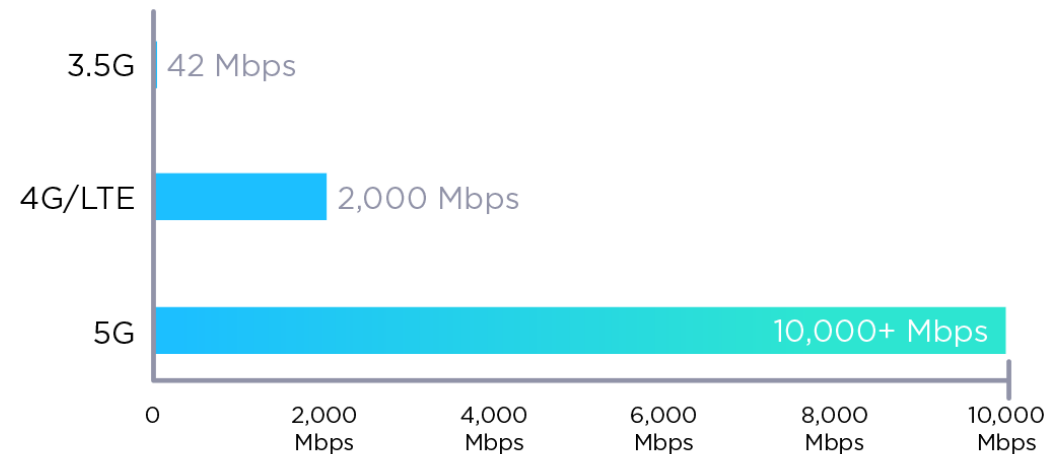 3.5G
42 Mbps
4G/LTE
2,000 Mbps
5G
10,000+ Mbps
0
2,000
Mbps
4,000
Mbps
6,000
Mbps
8,000
Mbps
10,000
Mbps